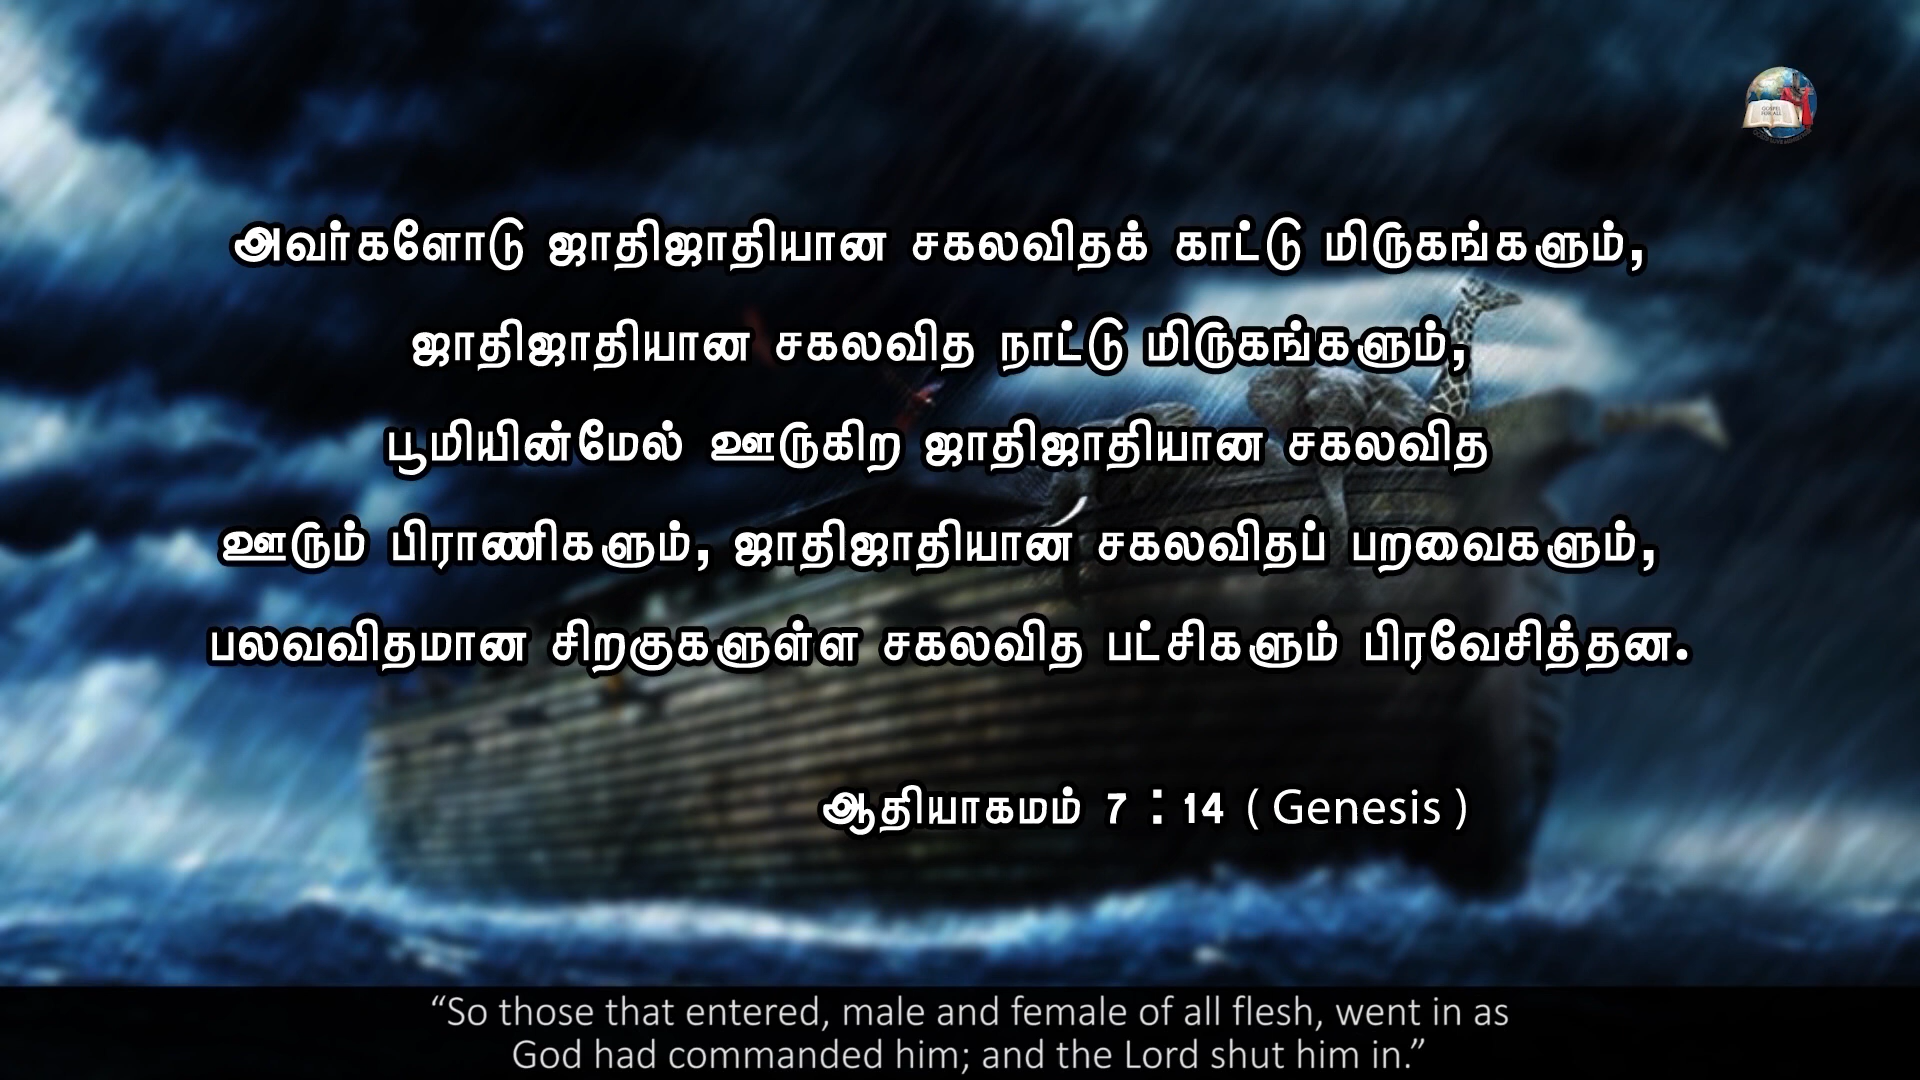 அவர்களோடு ஜாதிஜாதியான சகலவிதக் காட்டு மிருகங்களும்,
ஜாதிஜாதியான சகலவித நாட்டு மிருகங்களும்,
பூமியின்மேல் ஊருகிற ஜாதிஜாதியான சகலவித
ஊரும் பிராணிகளும், ஜாதிஜாதியான சகலவிதப் பறவைகளும்,
பலவவிதமான சிறகுகளுள்ள சகலவித பட்சிகளும் பிரவேசித்தன.
ஆதியாகமம் 7 : 14 ( Genesis )
“So those that entered, male and female of all flesh, went in as
God had commanded him; and the Lord shut him in.”